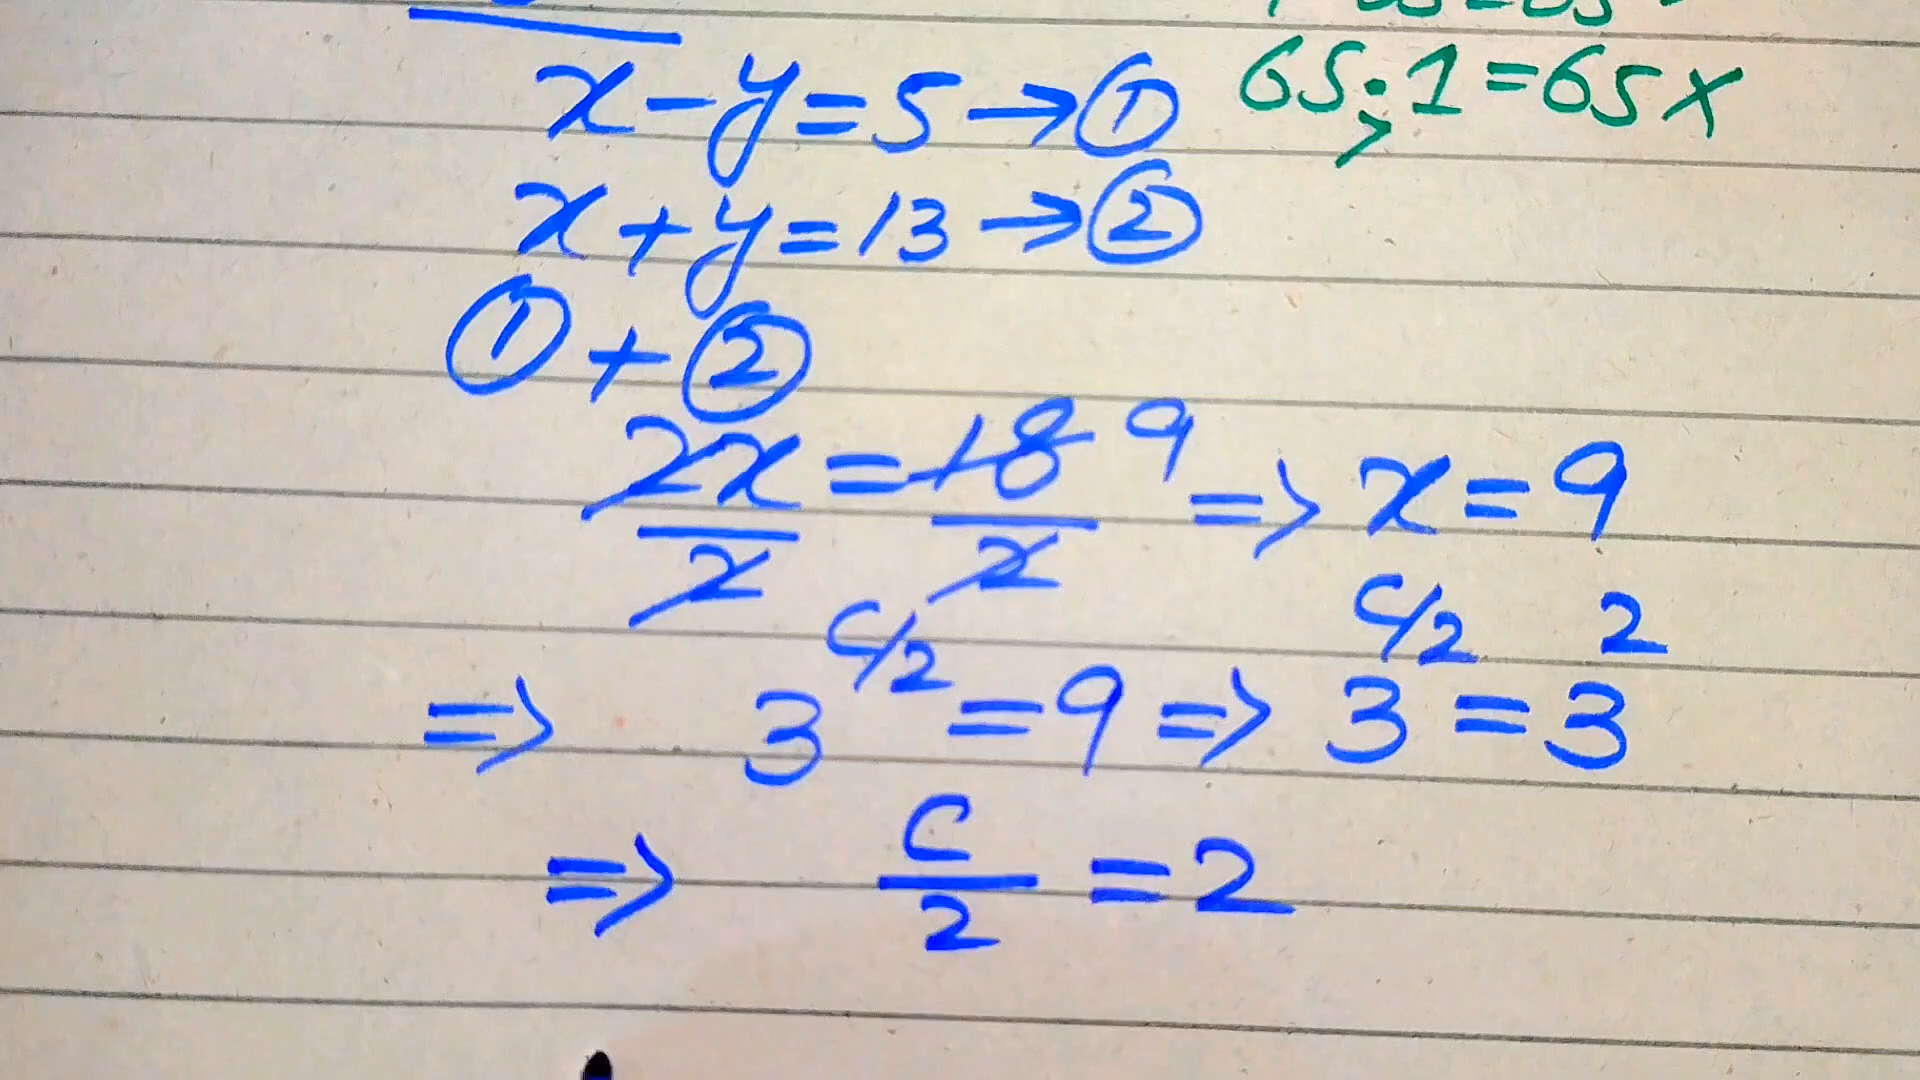 65·1=65×
>
x-y=5→①
x+y=13→②
①+②
2x/2=18/2 9 ⇒ x=9
⇒ 3^c/2=9 ⇒ 3^c/2=3^2
⇒ c/2=2